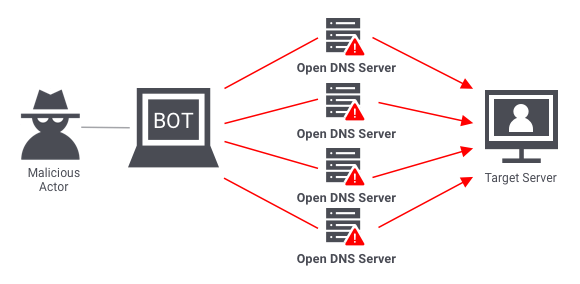 Open DNS Server
BOT
Open DNS Server
Malicious
Actor
Target Server
Open DNS Server
Open DNS Server